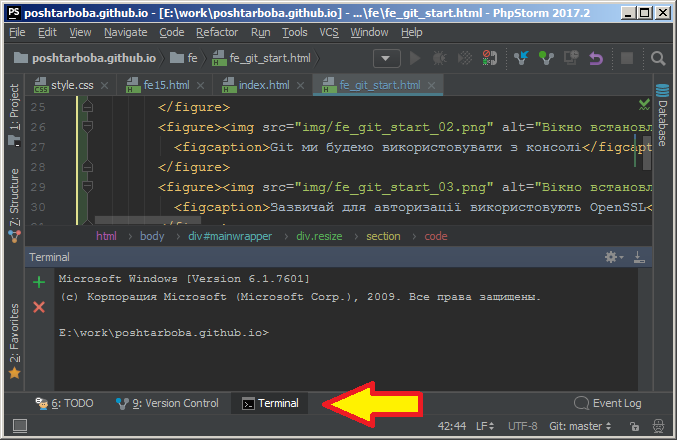 poshtarboba.github.io - [E:\work\poshtarboba.github.io] - ...\fe\fe_git_start.html - PhpStorm 2017.2
File Edit View Navigate Code Refactor Run Tools VCS Window Help
poshtarboba.github.io fe fe_git_start.html
style.css fe15.html index.html fe_git_start.html
1: Project
2: Structure
2: Favorites
Database
25 </figure>
26 <figure><img src="img/fe_git_start_02.png" alt="Вікно встановл
27 <figcaption>Git ми будемо використовувати з консолі</figcapt
28 </figure>
29 <figure><img src="img/fe_git_start_03.png" alt="Вікно встановл
30 <figcaption>Зазвичай для авторизації використовують OpenSSL<
html body div#mainwrapper div.resize section code
Terminal
Microsoft Windows [Version 6.1.7601]
(c) Корпорация Microsoft (Microsoft Corp.), 2009. Все права защищены.
E:\work\poshtarboba.github.io>
6: TODO 9: Version Control Terminal Event Log
42:44 LF UTF-8 Git: master